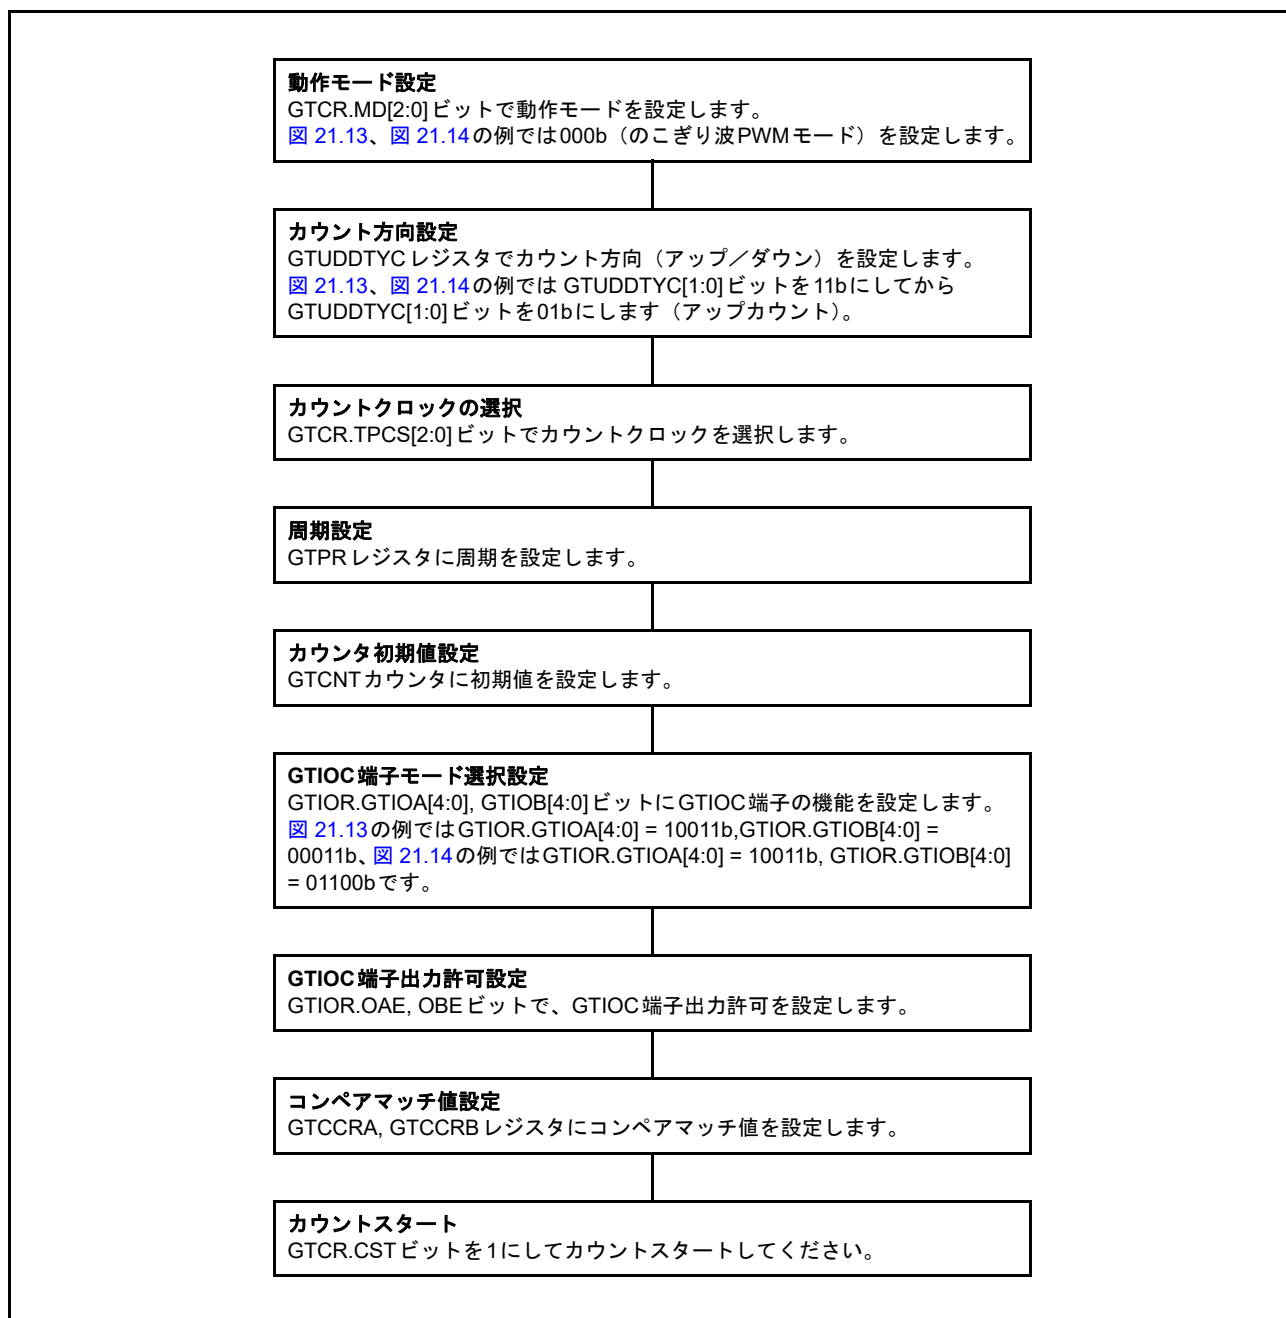 動作モード設定
GTCR.MD[2:0]ビットで動作モードを設定します。
図 21.13、図 21.14の例では000b（のこぎり波PWMモード）を設定します。
カウント方向設定
GTUDDTYCレジスタでカウント方向（アップ／ダウン）を設定します。
図 21.13、図 21.14の例では GTUDDTYC[1:0]ビットを11bにしてから
GTUDDTYC[1:0]ビットを01bにします（アップカウント）。
カウントクロックの選択
GTCR.TPCS[2:0]ビットでカウントクロックを選択します。
周期設定
GTPRレジスタに周期を設定します。
カウンタ初期値設定
GTCNTカウンタに初期値を設定します。
GTIOC端子モード選択設定
GTIOR.GTIOA[4:0], GTIOB[4:0]ビットにGTIOC端子の機能を設定します。
図 21.13の例ではGTIOR.GTIOA[4:0] = 10011b,GTIOR.GTIOB[4:0] =
00011b、図 21.14の例ではGTIOR.GTIOA[4:0] = 10011b, GTIOR.GTIOB[4:0]
= 01100bです。
GTIOC端子出力許可設定
GTIOR.OAE, OBEビットで、GTIOC端子出力許可を設定します。
コンペアマッチ値設定
GTCCRA, GTCCRBレジスタにコンペアマッチ値を設定します。
カウントスタート
GTCR.CSTビットを1にしてカウントスタートしてください。